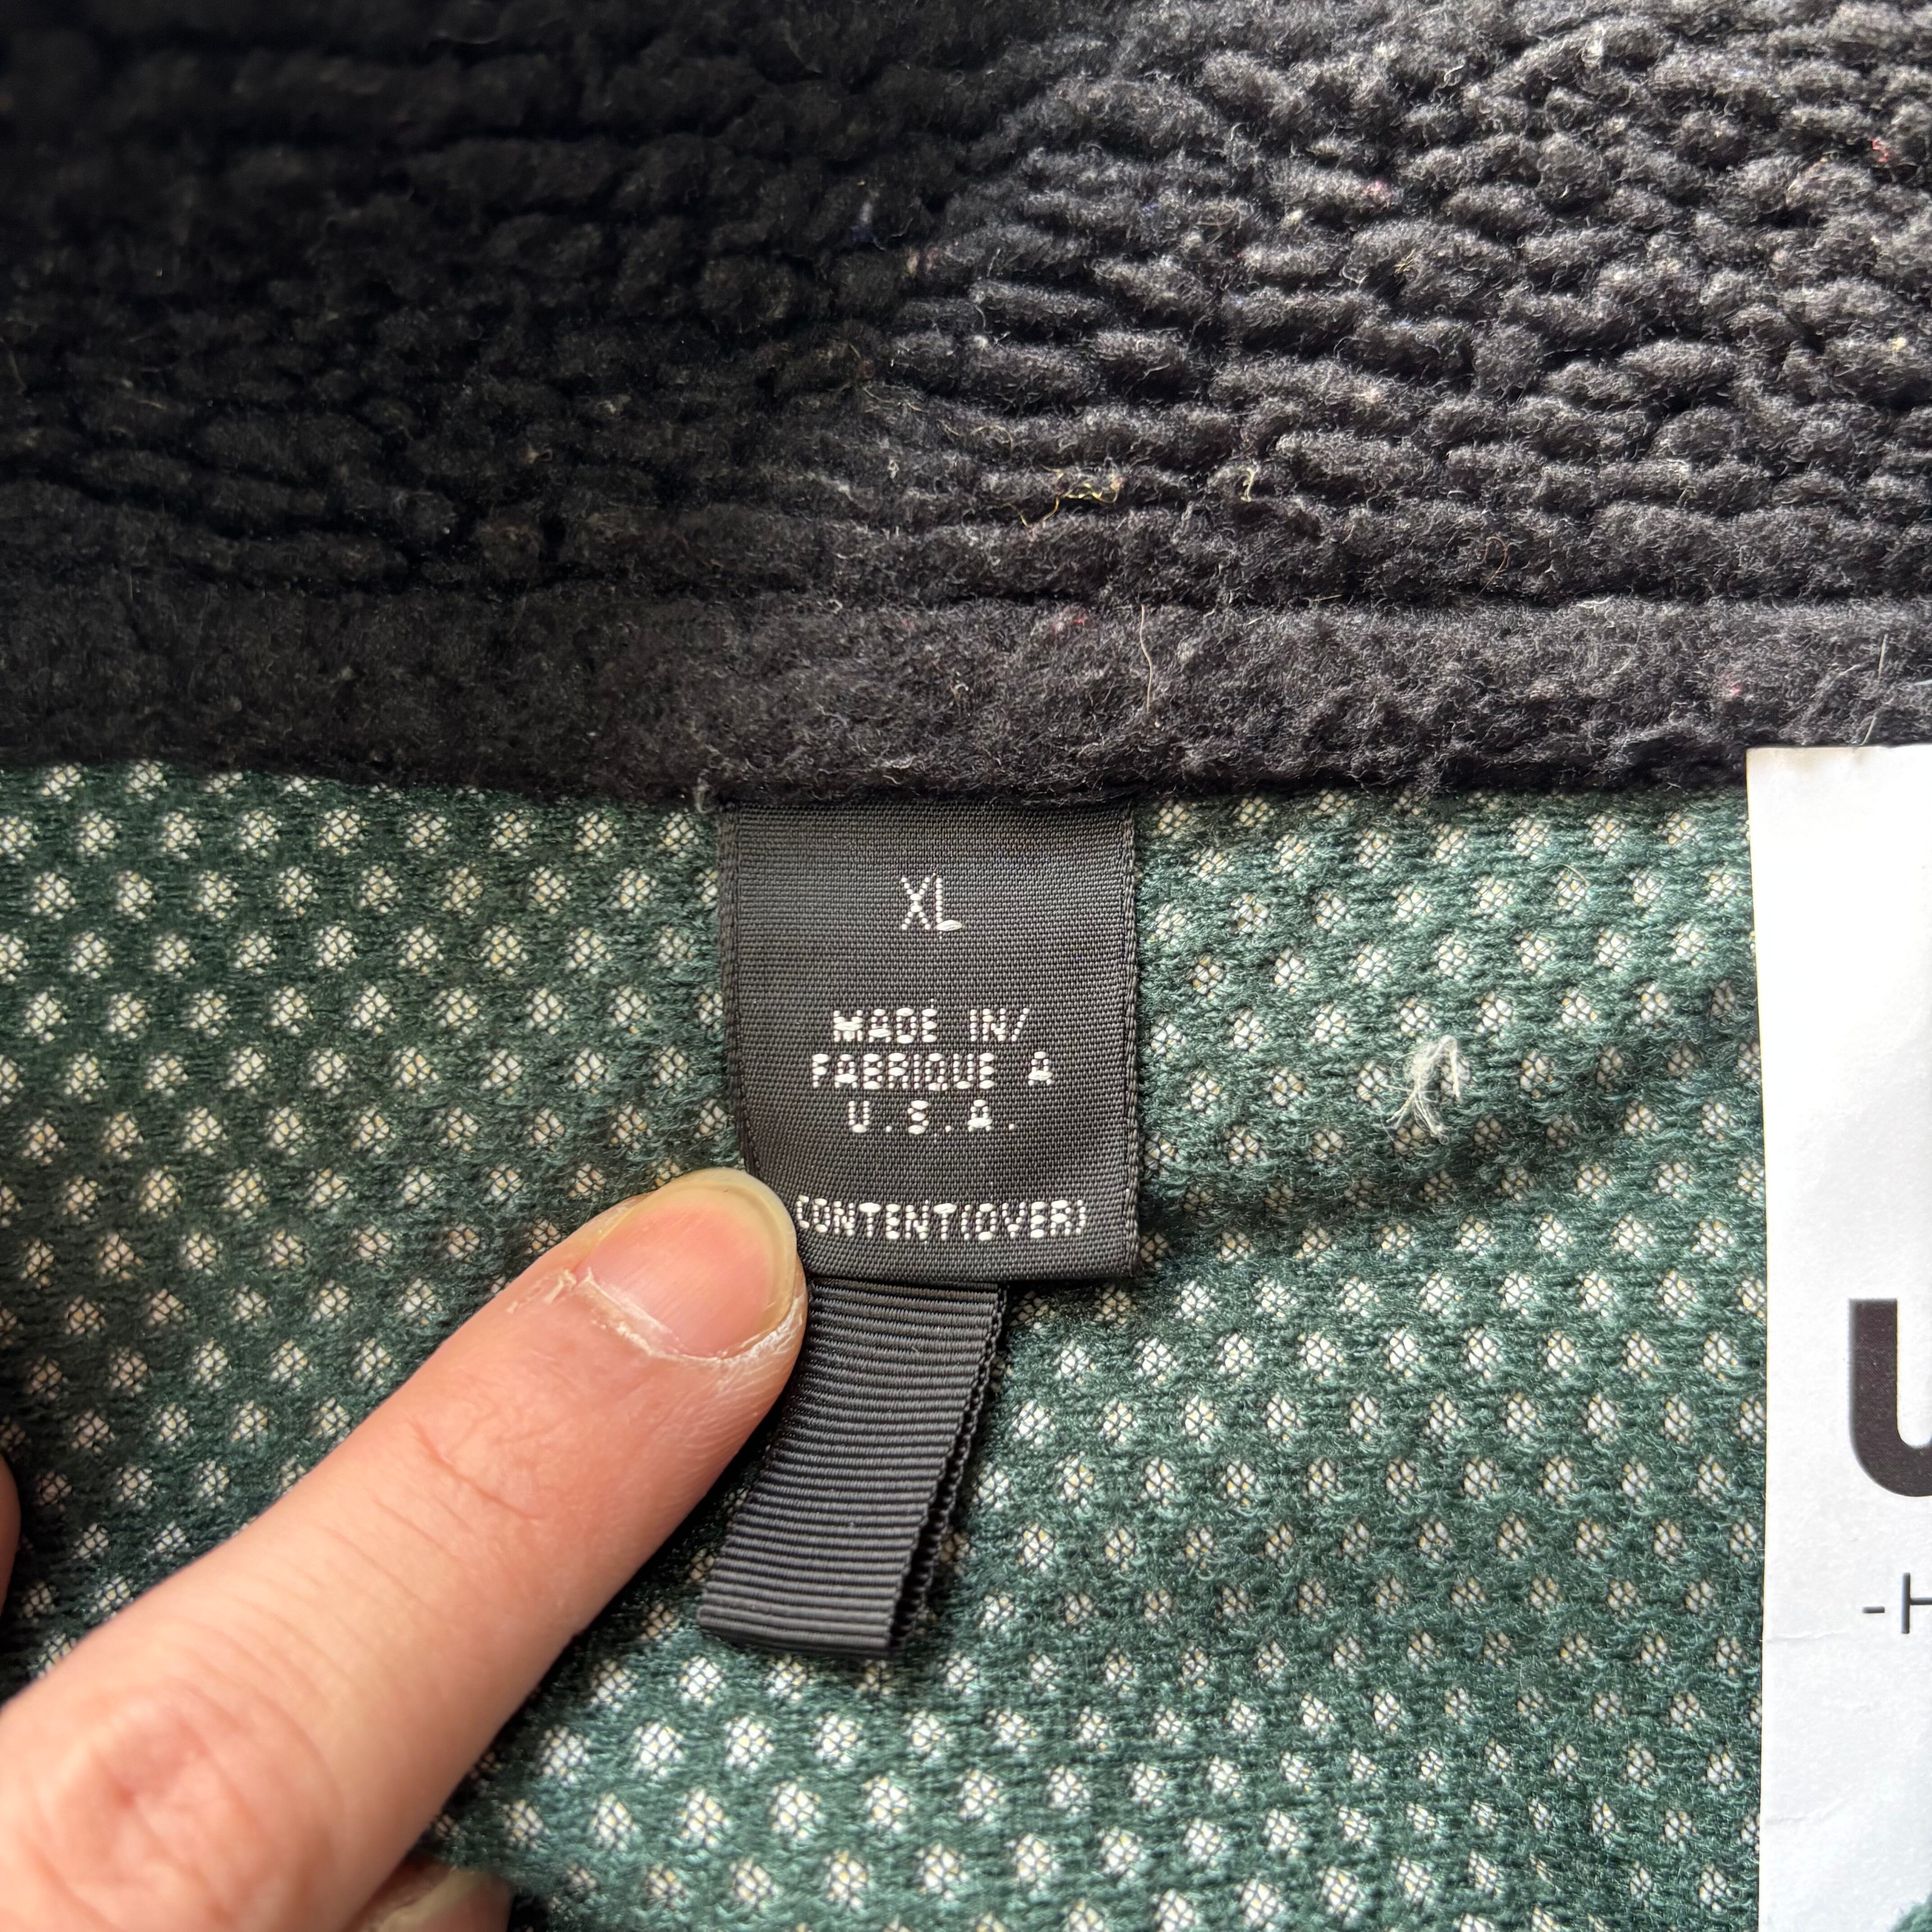 XL
MADE IN/
FABRIQUE A
U.S.A.
CONTENT(OVER)